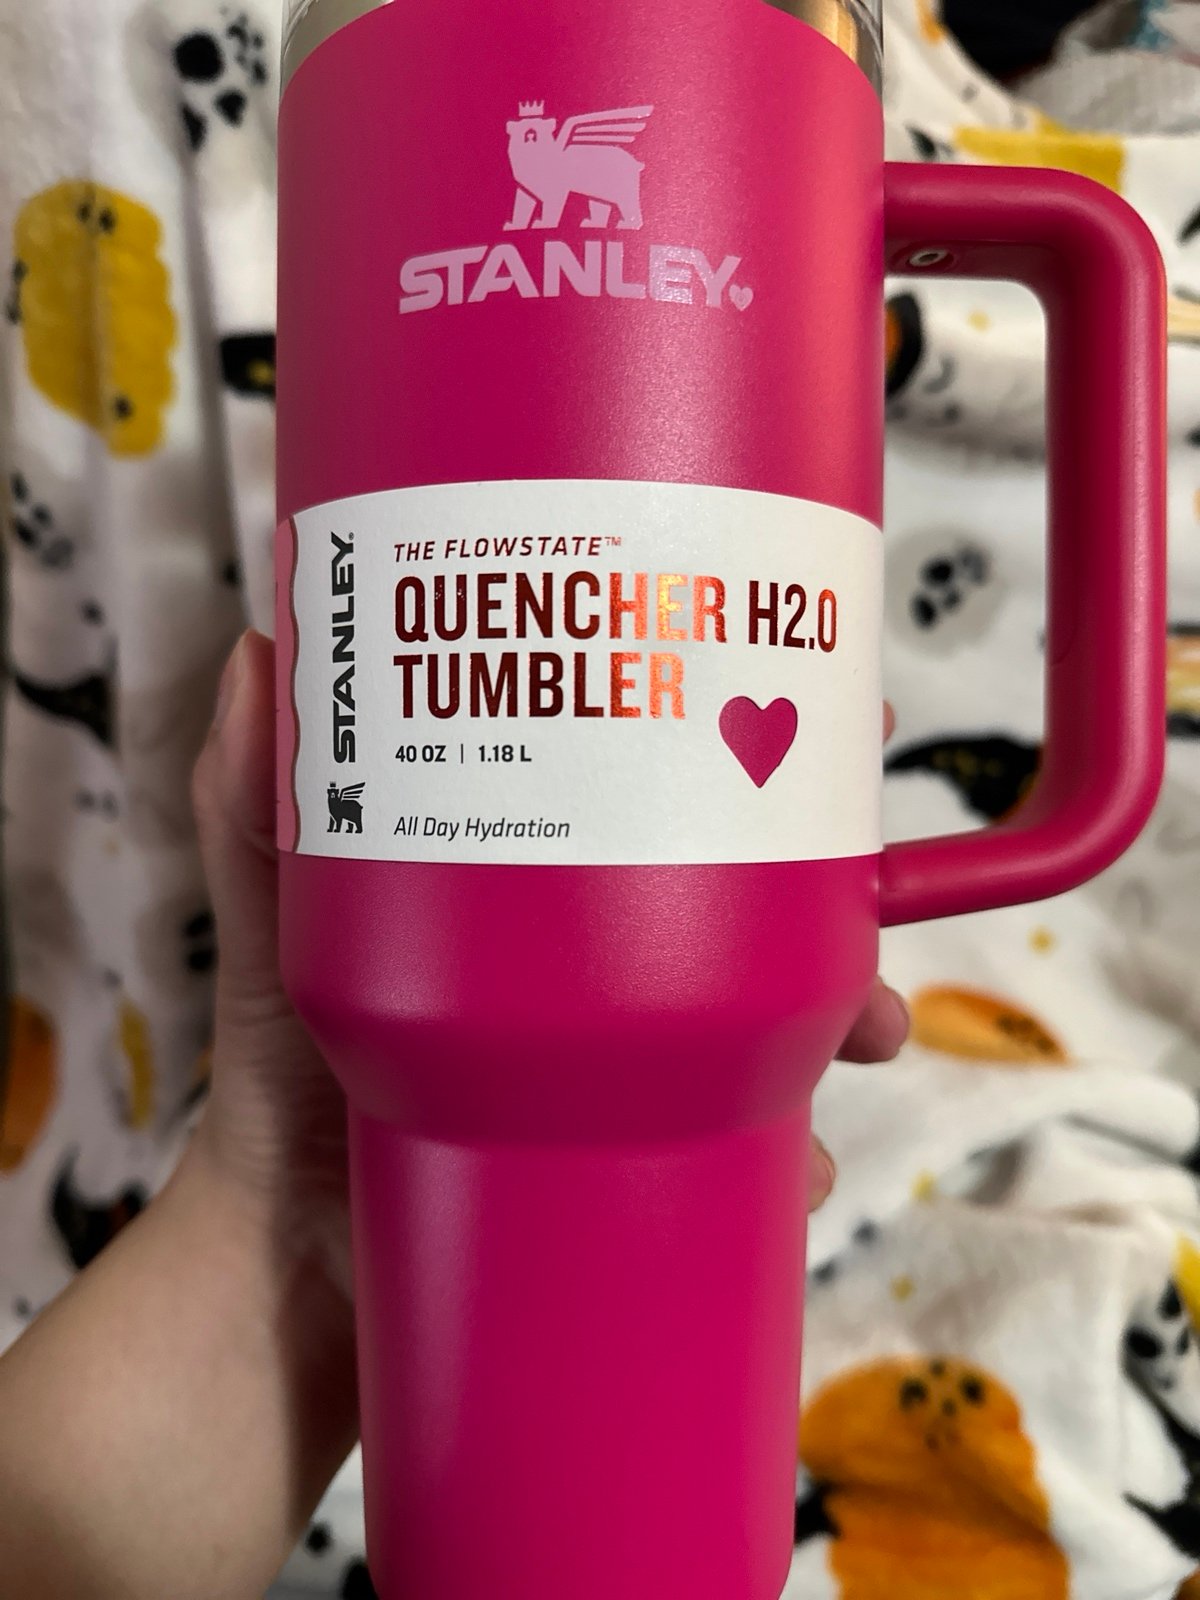 STANLEY
STANLEY®
THE FLOWSTATE™
QUENCHER H2.0
TUMBLER
40 OZ | 1.18 L
All Day Hydration